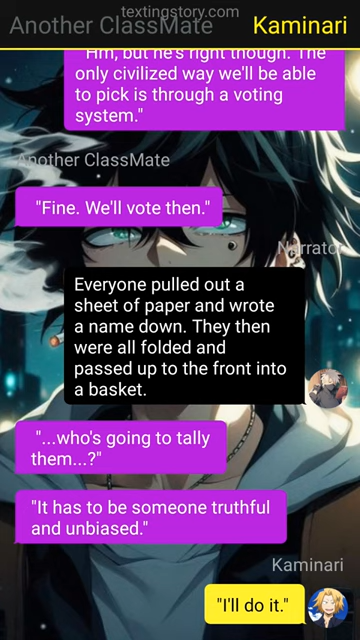 textingstory.com
Another ClassMate
Kaminari
"Hm, but he's right though. The
only civilized way we'll be able
to pick is through a voting
system."
Another ClassMate
"Fine. We'll vote then."
Narrator
Everyone pulled out a
sheet of paper and wrote
a name down. They then
were all folded and
passed up to the front into
a basket.
"...who's going to tally
them...?"
"It has to be someone truthful
and unbiased."
Kaminari
"I'll do it."